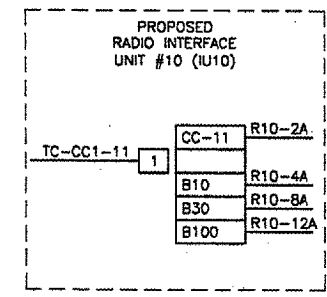 PROPOSED
RADIO INTERFACE
UNIT #10 (IU10)
CC-11 R10-2A
TC-CC1-11 1
B10 R10-4A
B30 R10-8A
B100 R10-12A